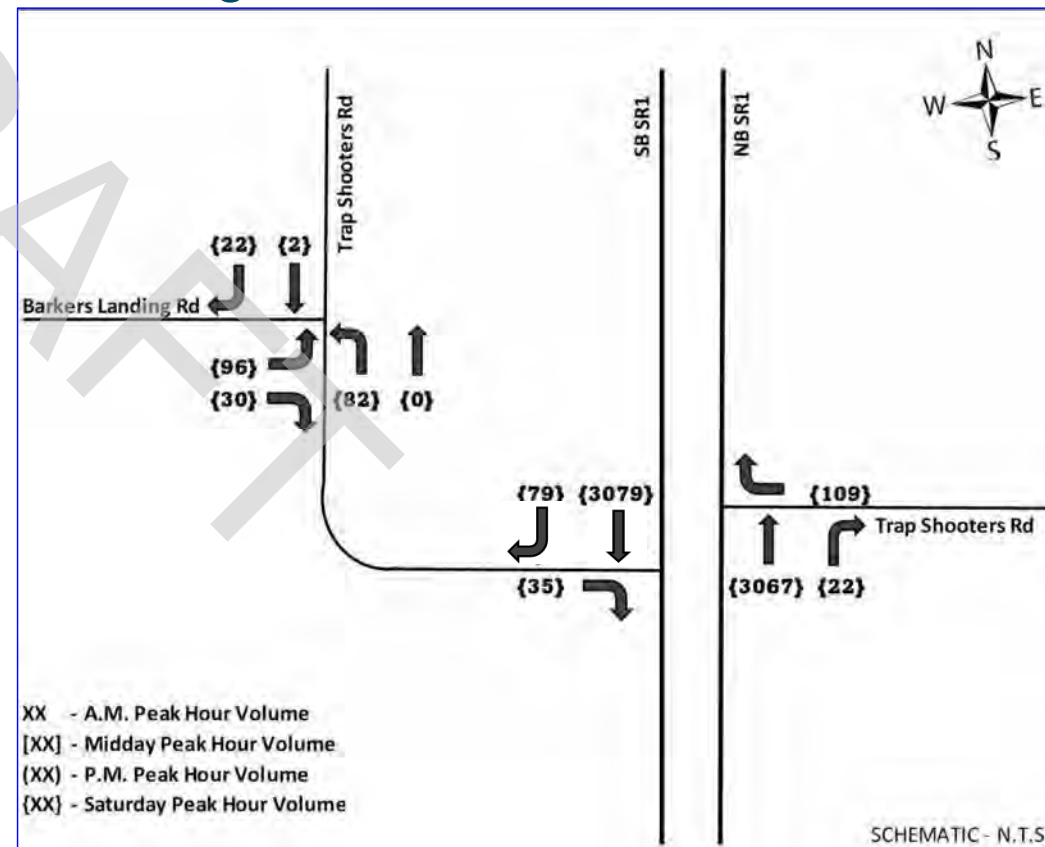 N
W E
S
Trap Shooters Rd
SB SR1
NB SR1
{22} {2}
Barkers Landing Rd
{96}
{30} {82} {0}
{79} {3079}
{109}
Trap Shooters Rd
{35}
{3067} {22}
XX - A.M. Peak Hour Volume
[XX] - Midday Peak Hour Volume
(XX) - P.M. Peak Hour Volume
{XX} - Saturday Peak Hour Volume
SCHEMATIC - N.T.S